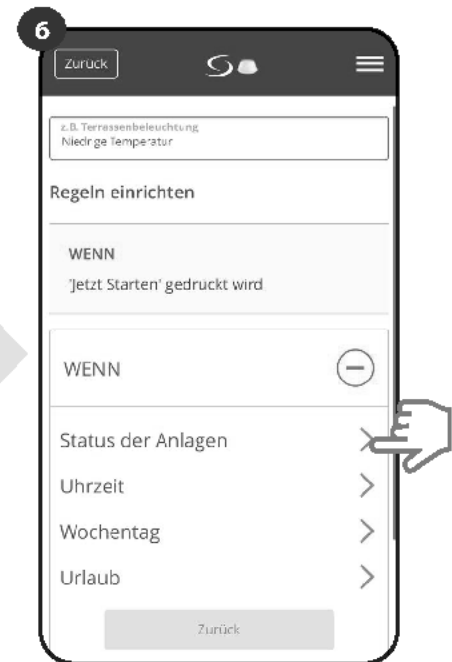 6
Zurück
z.B. Terrassenbeleuchtung
Niedrige Temperatur
Regeln einrichten
WENN
'Jetzt Starten' gedrückt wird
WENN
Status der Anlagen
Uhrzeit
Wochentag
Urlaub
Zurück